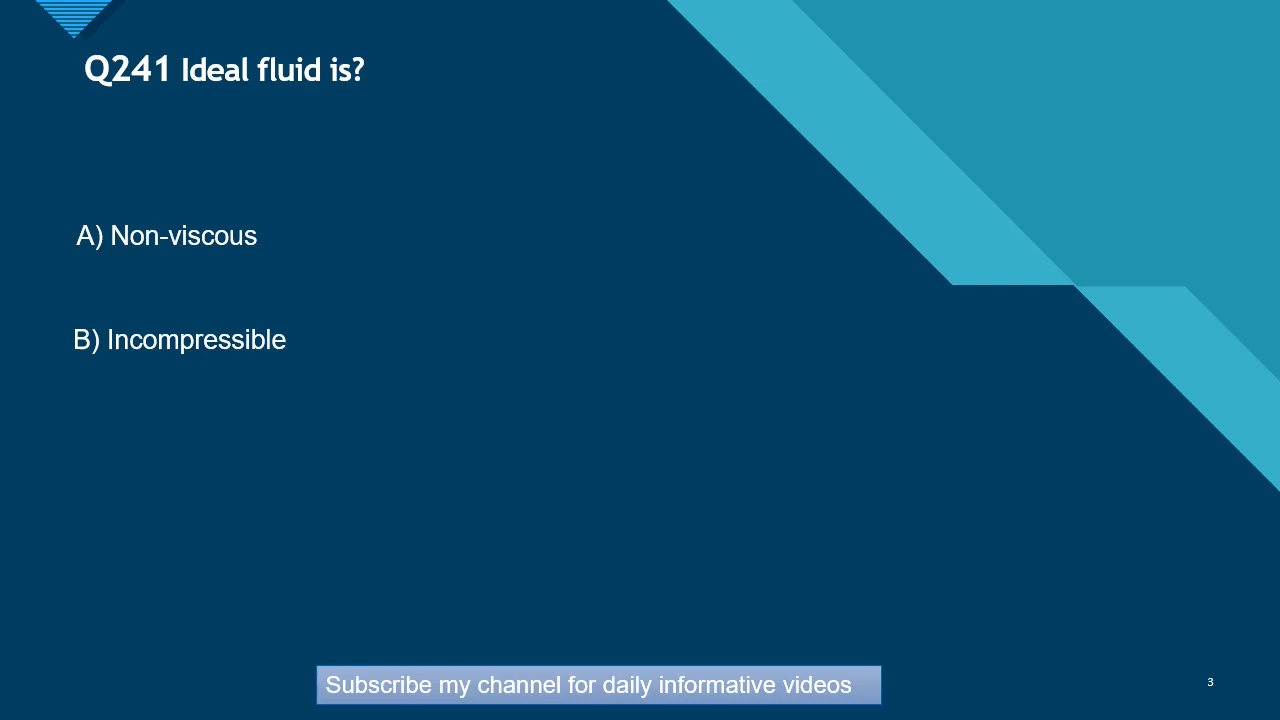 Q241 Ideal fluid is?
A) Non-viscous
B) Incompressible
Subscribe my channel for daily informative videos
3